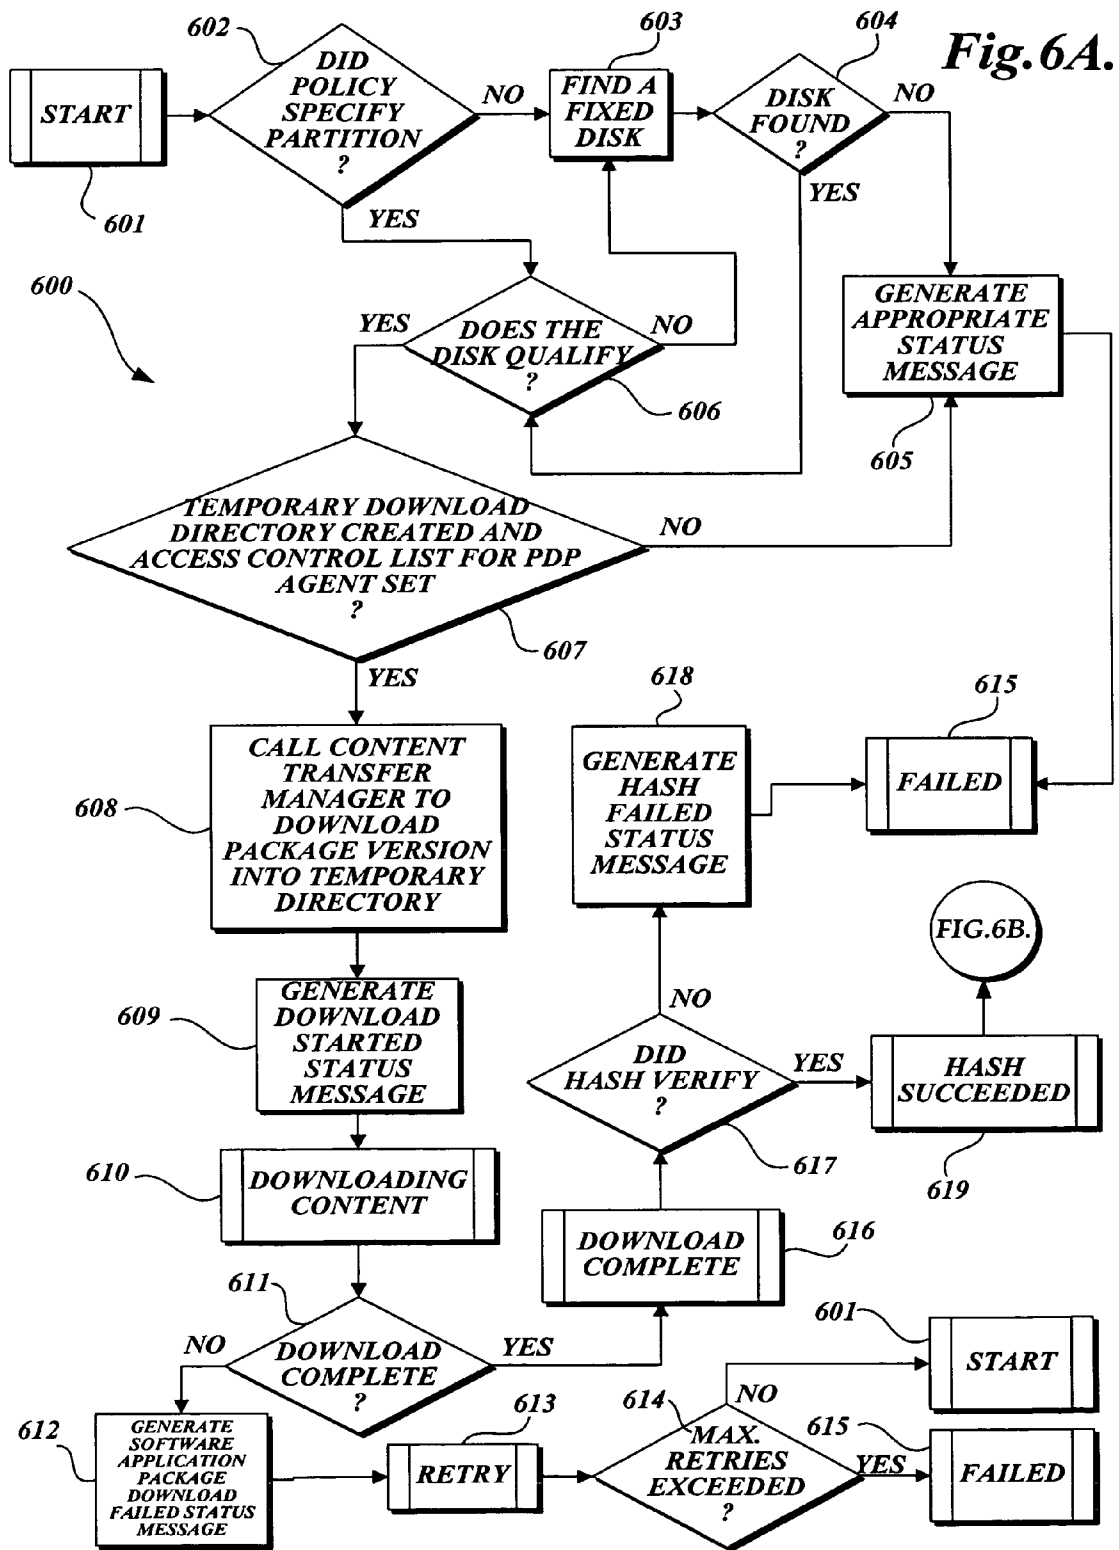 Fig.6A.
602
603
604
START
601
DID
POLICY
SPECIFY
PARTITION
?
NO
YES
FIND A
FIXED
DISK
DISK
FOUND
?
NO
YES
600
YES
DOES THE
DISK QUALIFY
?
NO
606
GENERATE
APPROPRIATE
STATUS
MESSAGE
605
TEMPORARY DOWNLOAD
DIRECTORY CREATED AND
ACCESS CONTROL LIST FOR PDP
AGENT SET
?
NO
607
YES
608
CALL CONTENT
TRANSFER
MANAGER TO
DOWNLOAD
PACKAGE VERSION
INTO TEMPORARY
DIRECTORY
618
GENERATE
HASH
FAILED
STATUS
MESSAGE
615
FAILED
FIG.6B.
609
GENERATE
DOWNLOAD
STARTED
STATUS
MESSAGE
NO
DID
HASH VERIFY
?
YES
617
HASH
SUCCEEDED
619
610
DOWNLOADING
CONTENT
DOWNLOAD
COMPLETE
616
611
NO
DOWNLOAD
COMPLETE
?
YES
601
START
612
GENERATE
SOFTWARE
APPLICATION
PACKAGE
DOWNLOAD
FAILED STATUS
MESSAGE
613
RETRY
614
MAX.
RETRIES
EXCEEDED
?
NO
YES
615
FAILED